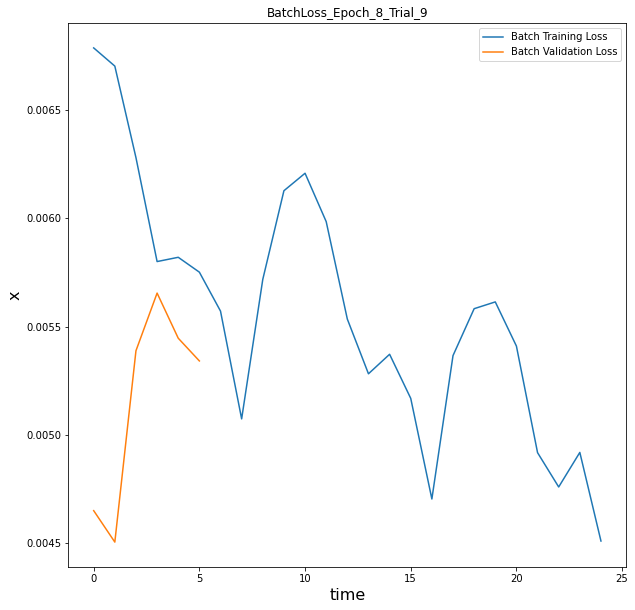 BatchLoss_Epoch_8_Trial_9
Batch Training Loss
Batch Validation Loss
0.0065
0.0060
0.0055
0.0050
0.0045
x
0 5 10 15 20 25
time